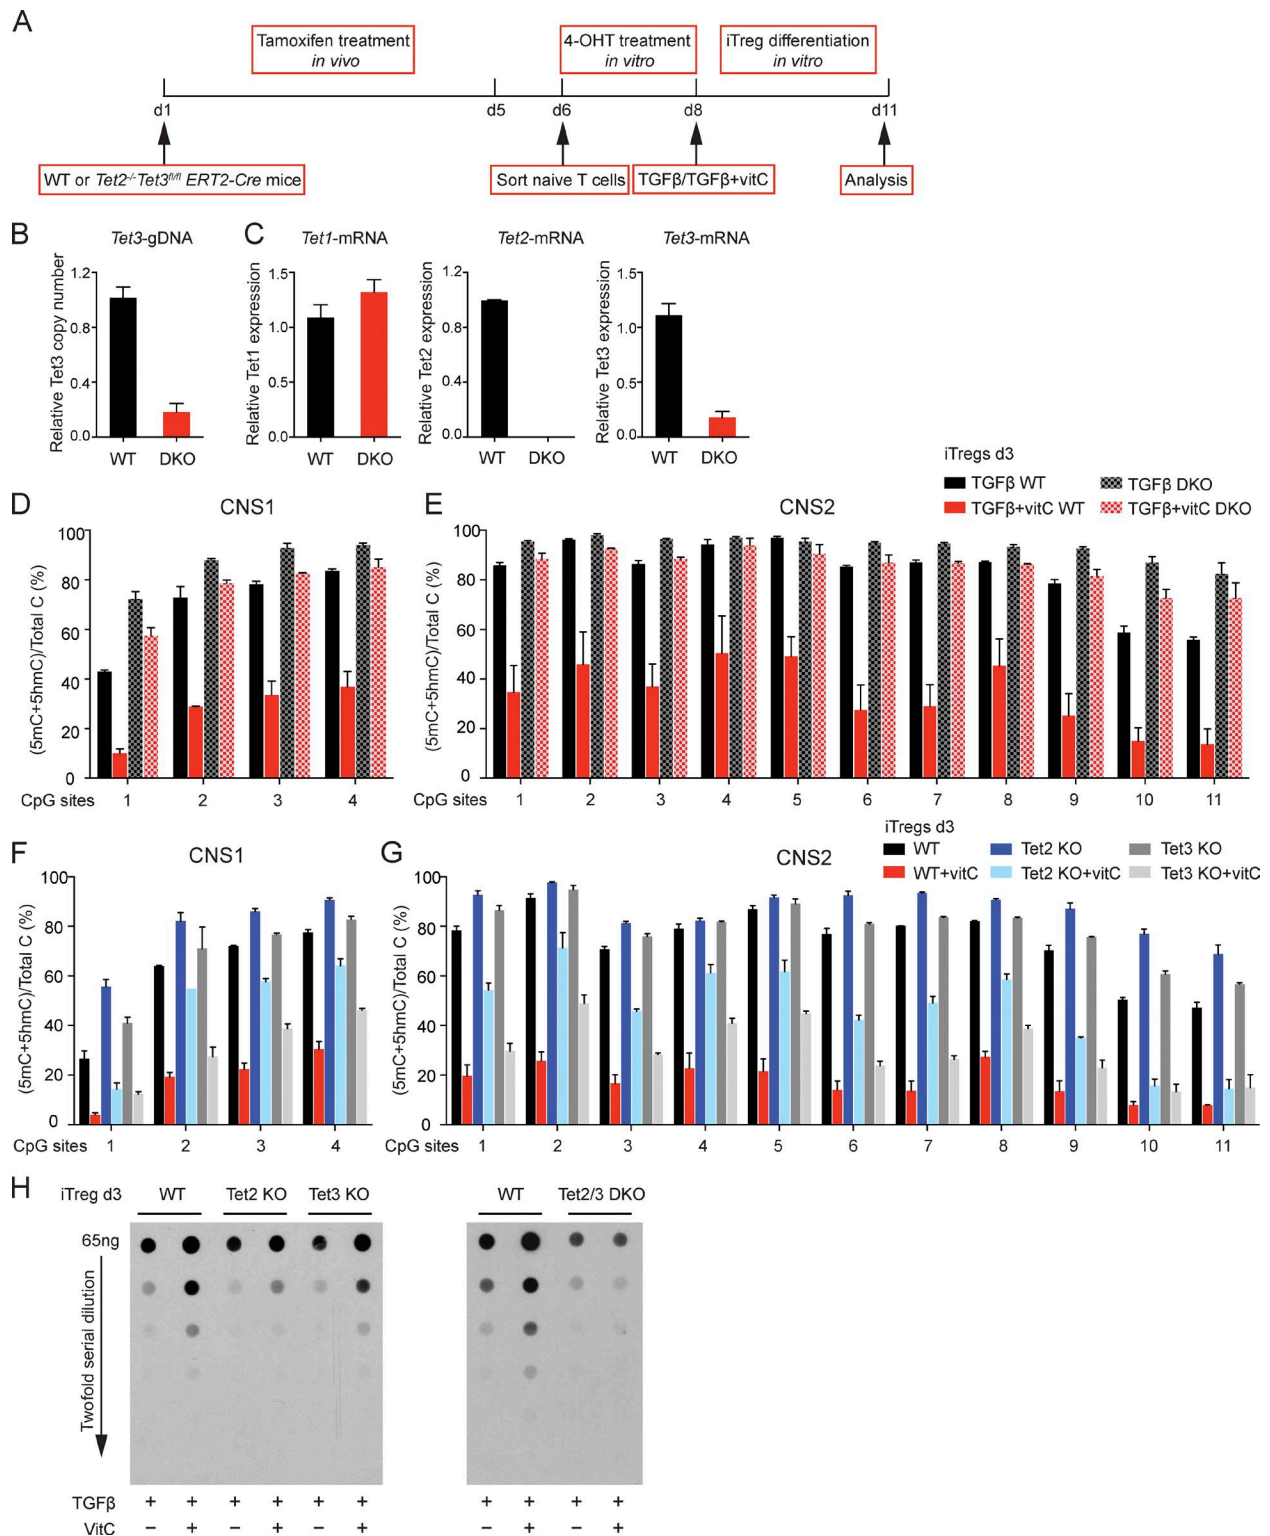 A
Tamoxifen treatment
in vivo
4-OHT treatment
in vitro
iTreg differentiation
in vitro
d1
d5
d6
d8
d11
WT or Tet2-/-Tet3fl/fl ERT2-Cre mice
Sort naive T cells
TGFβ/TGFβ+vitC
Analysis
B
Tet3-gDNA
Relative Tet3 copy number
1.2
0.8
0.4
0.0
WT DKO
C
Tet1-mRNA
Relative Tet1 expression
1.5
1.0
0.5
0.0
WT DKO
Tet2-mRNA
Relative Tet2 expression
1.2
0.8
0.4
0.0
WT DKO
Tet3-mRNA
Relative Tet3 expression
1.5
1.0
0.5
0.0
WT DKO
iTregs d3
TGFβ WT
TGFβ DKO
TGFβ+vitC WT
TGFβ+vitC DKO
D
CNS1
(5mC+5hmC)/Total C (%)
100
80
60
40
20
0
CpG sites 1 2 3 4
E
CNS2
(5mC+5hmC)/Total C (%)
100
80
60
40
20
0
1 2 3 4 5 6 7 8 9 10 11
iTregs d3
WT
Tet2 KO
Tet3 KO
WT+vitC
Tet2 KO+vitC
Tet3 KO+vitC
F
CNS1
(5mC+5hmC)/Total C (%)
100
80
60
40
20
0
CpG sites 1 2 3 4
G
CNS2
(5mC+5hmC)/Total C (%)
100
80
60
40
20
0
CpG sites 1 2 3 4 5 6 7 8 9 10 11
H
iTreg d3 WT Tet2 KO Tet3 KO WT Tet2/3 DKO
65ng
Twofold serial dilution
TGFβ + + + + + + + + + +
VitC − + − + − + − + − +